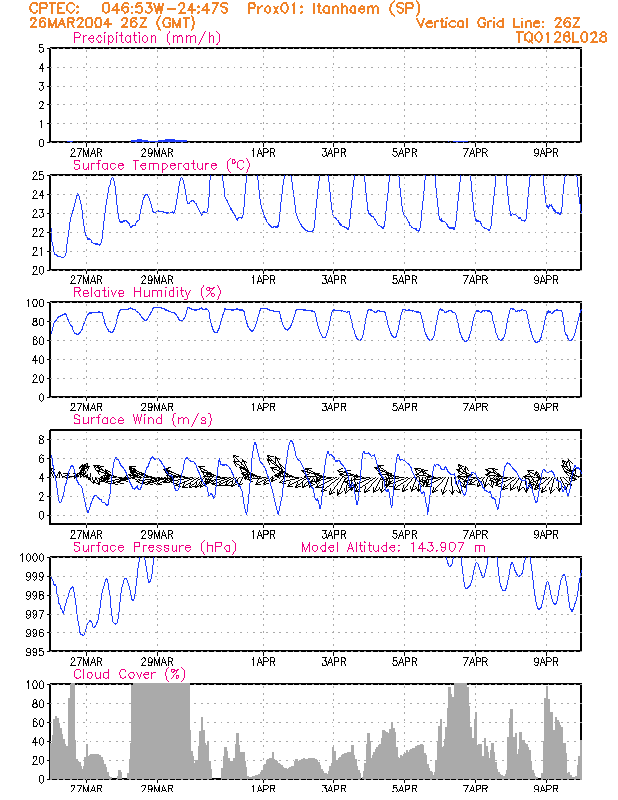 CPTEC:   046:53W-24:47S   Prox01: Itanhaem (SP)
26MAR2004 26Z (GMT)   Vertical Grid Line: 26Z
Precipitation (mm/h)   TQ0126L028
5
4
3
2
1
0
27MAR 29MAR 1APR 3APR 5APR 7APR 9APR
Surface Temperature (°C)
25
24
23
22
21
20
27MAR 29MAR 1APR 3APR 5APR 7APR 9APR
Relative Humidity (%)
100
80
60
40
20
0
27MAR 29MAR 1APR 3APR 5APR 7APR 9APR
Surface Wind (m/s)
8
6
4
2
0
27MAR 29MAR 1APR 3APR 5APR 7APR 9APR
Surface Pressure (hPa)   Model Altitude: 143.907 m
1000
999
998
997
996
995
27MAR 29MAR 1APR 3APR 5APR 7APR 9APR
Cloud Cover (%)
100
80
60
40
20
0
27MAR 29MAR 1APR 3APR 5APR 7APR 9APR